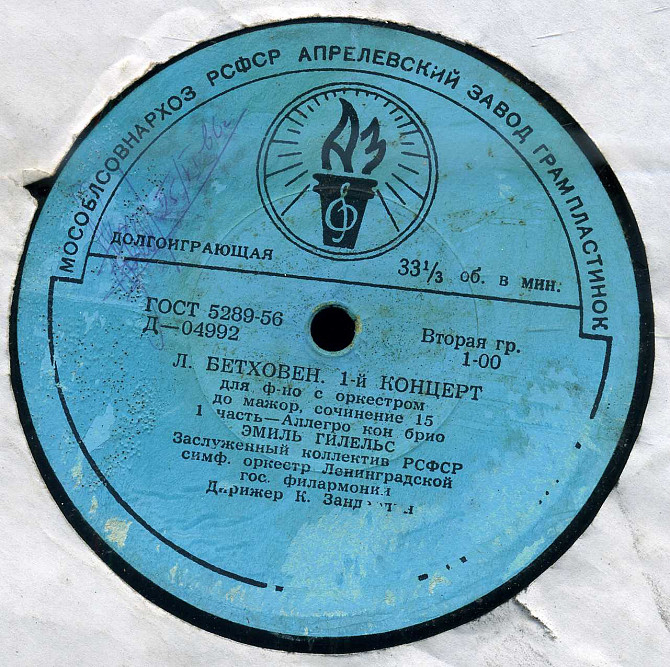 МОСОБЛСОВНАРХОЗ РСФСР АПРЕЛЕВСКИЙ ЗАВОД ГРАМПЛАСТИНОК
АЗ
ДОЛГОИГРАЮЩАЯ
33⅓ об. в мин.
ГОСТ 5289-56
Д—04992
Вторая гр.
1-00
Л. БЕТХОВЕН. 1-й КОНЦЕРТ
для ф-но с оркестром
до мажор, сочинение 15
1 часть—Аллегро кон брио
ЭМИЛЬ ГИЛЕЛЬС
Заслуженный коллектив РСФСР
симф. оркестр Ленинградской
гос. филармонии
Дирижер К.